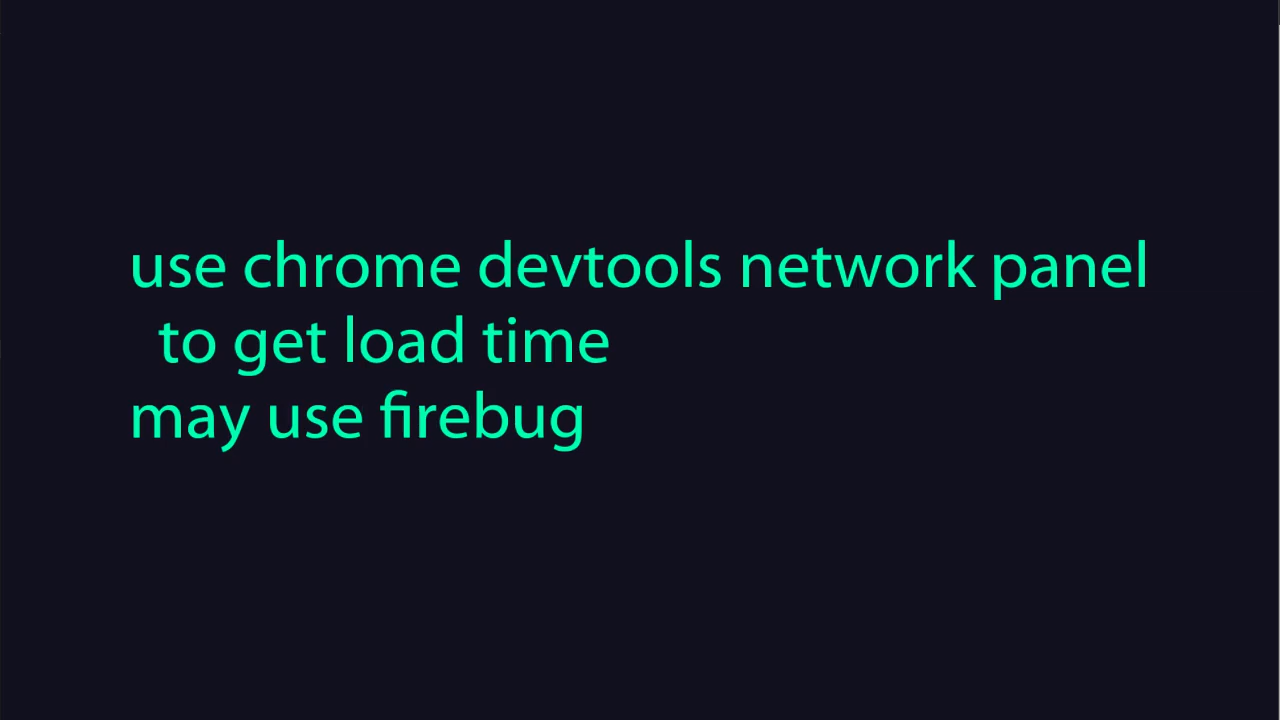 use chrome devtools network panel
to get load time
may use firebug